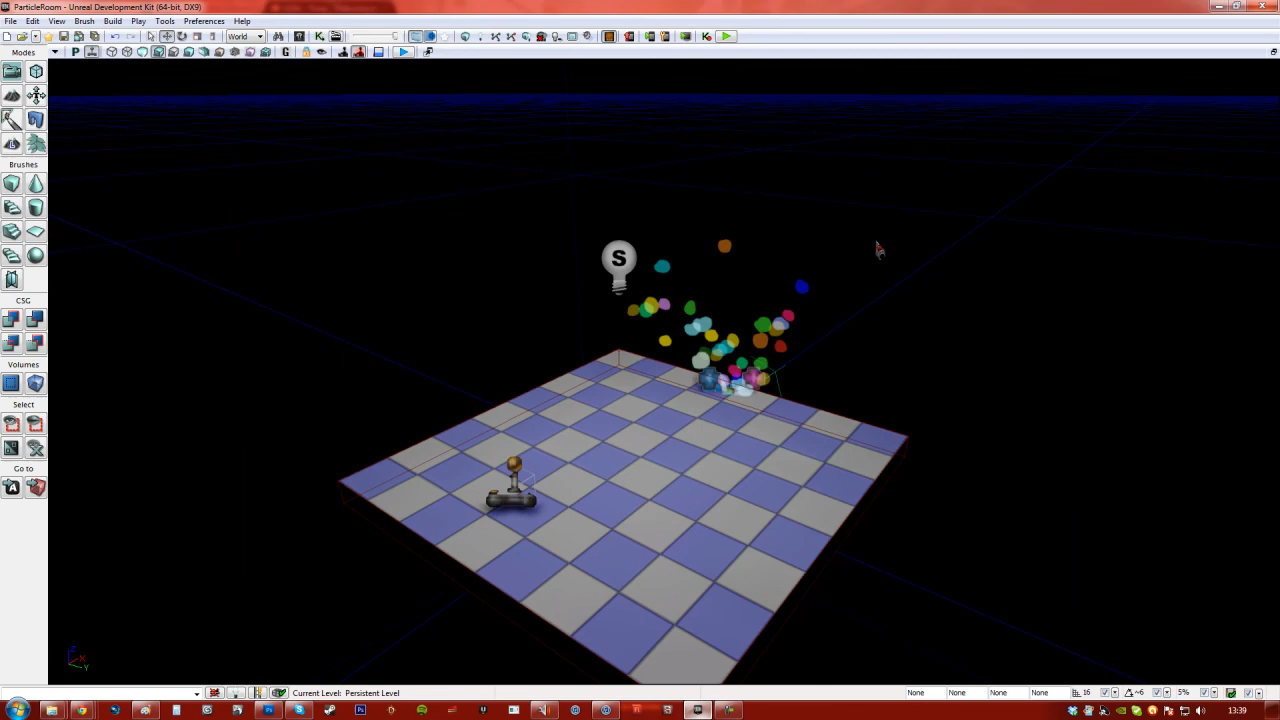 ParticleRoom - Unreal Development Kit (64-bit, DX9)
File Edit View Brush Build Play Tools Preferences Help
World
Modes
P
G
L
Brushes
S
CSG
Volumes
Select
Go to
A
Z
X
Y
Current Level: Persistent Level
None None None None 16 ~6 5%
13:39